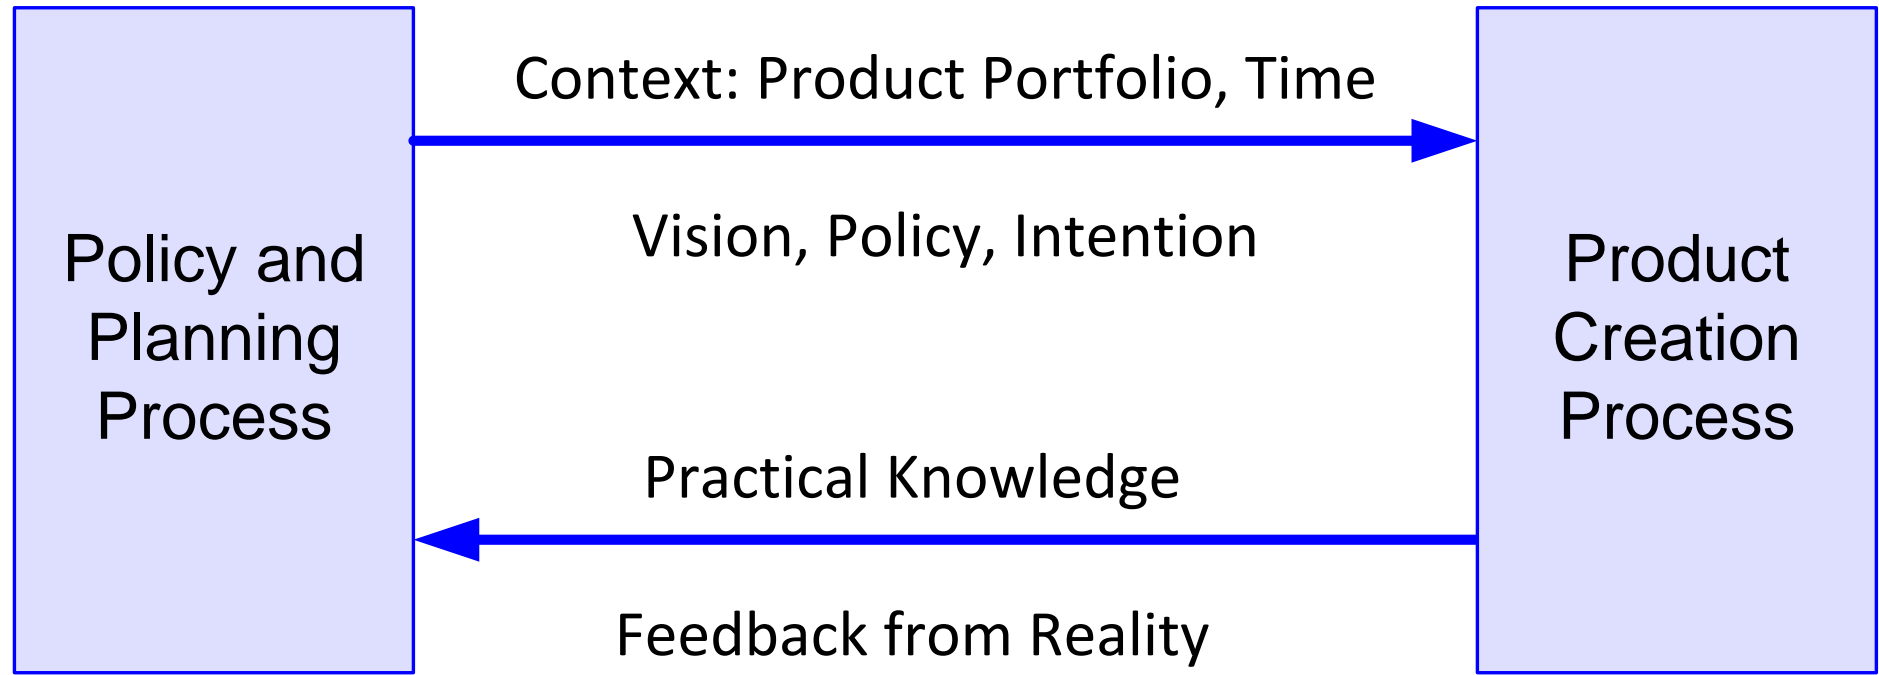 Policy and
Planning
Process
Context: Product Portfolio, Time
Vision, Policy, Intention
Practical Knowledge
Feedback from Reality
Product
Creation
Process